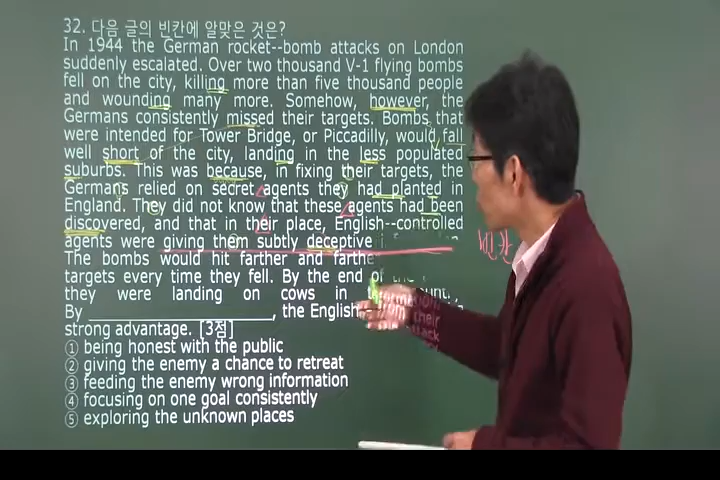 32. 다음 글의 빈칸에 알맞은 것은?
In 1944 the German rocket--bomb attacks on London
suddenly escalated. Over two thousand V-1 flying bombs
fell on the city, killing more than five thousand people
and wounding many more. Somehow, however, the
Germans consistently missed their targets. Bombs that
were intended for Tower Bridge, or Piccadilly, would fall
well short of the city, landing in the less populated
suburbs. This was because, in fixing their targets, the
Germans relied on secret agents they had planted in
England. They did not know that these agents had been
discovered, and that in their place, English--controlled
agents were giving them subtly deceptive
The bombs would hit farther and farthe
targets every time they fell. By the end of
they were landing on cows in
By ____________________, the English
strong advantage. [3점]
① being honest with the public
② giving the enemy a chance to retreat
③ feeding the enemy wrong information
④ focusing on one goal consistently
⑤ exploring the unknown places
빈칸